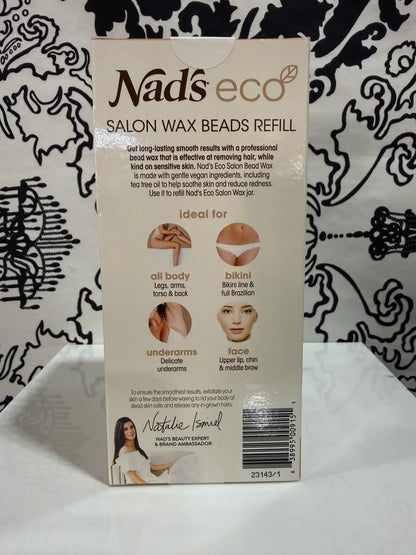 Nad's eco
SALON WAX BEADS REFILL
Get long-lasting smooth results with a professional
bead wax that is effective at removing hair, while
kind on sensitive skin. Nad's Eco Salon Bead Wax
is made with gentle vegan ingredients, including
tea tree oil to help soothe skin and reduce redness.
Use it to refill Nad's Eco Salon Wax jar.
ideal for
all body
Legs, arms,
torso & back
bikini
Bikini line &
full Brazilian
underarms
Delicate
underarms
face
Upper lip, chin
& middle brow
To ensure the smoothest results, exfoliate your
skin a few days before waxing to rid your body of
dead skin cells and release any in-grown hairs.
Natalie Ismiel
NAD'S BEAUTY EXPERT
& BRAND AMBASSADOR
23143/1
6 38995 00915 1